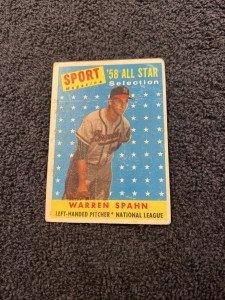 SPORT
Magazine
'58 ALL STAR
Selection
WARREN SPAHN
LEFT-HANDED PITCHER * NATIONAL LEAGUE